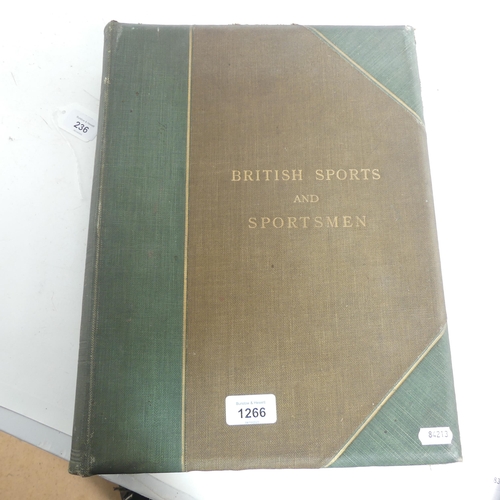 236
BRITISH SPORTS
AND
SPORTSMEN
1266
84212